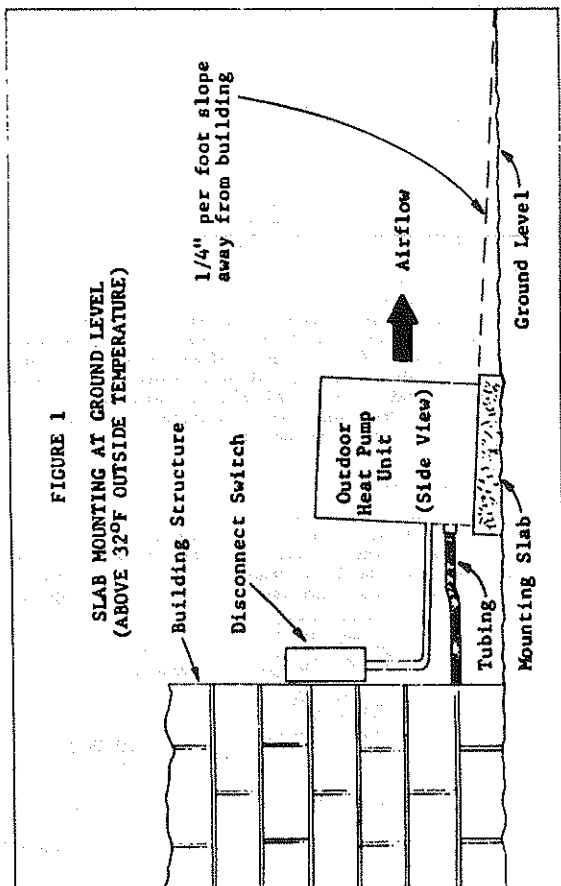 FIGURE 1
SLAB MOUNTING AT GROUND LEVEL
(ABOVE 32°F OUTSIDE TEMPERATURE)
Building Structure
Disconnect Switch
1/4" per foot slope
away from building
Airflow
Outdoor
Heat Pump
Unit
(Side View)
Tubing
Mounting Slab
Ground Level